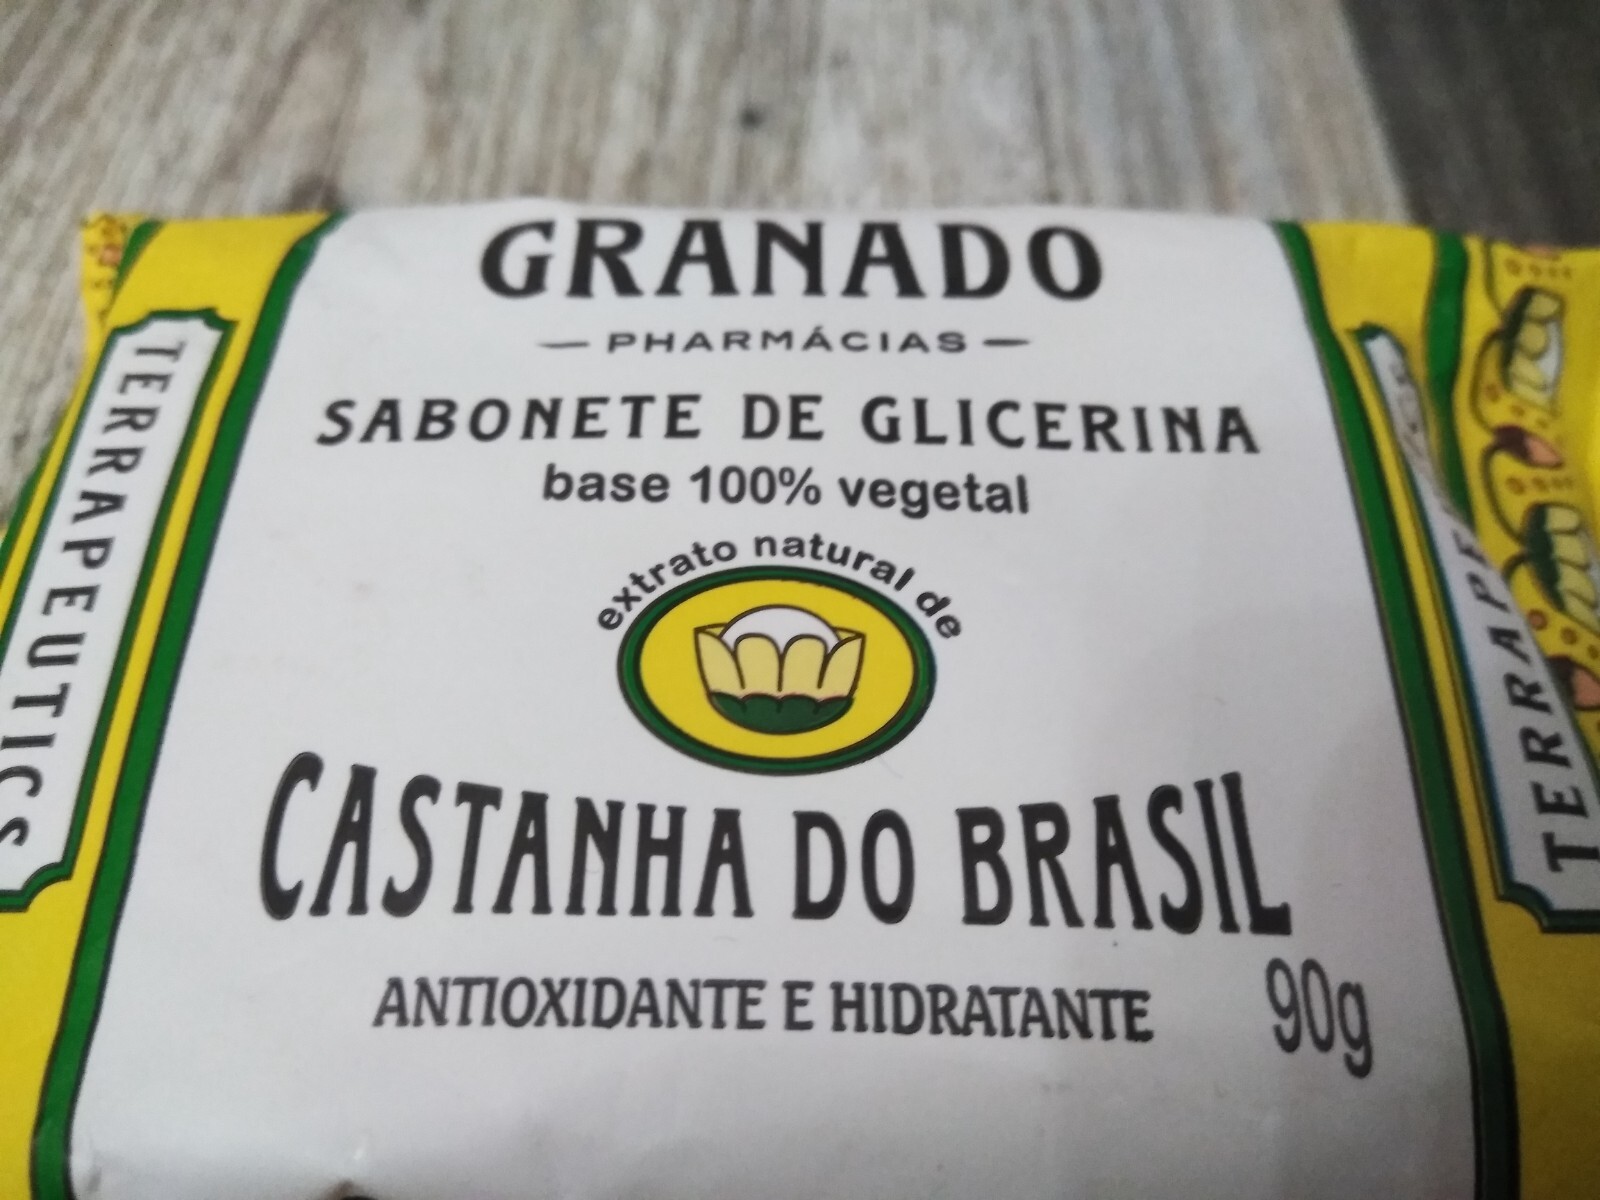 GRANADO
PHARMÁCIAS
SABONETE DE GLICERINA
base 100% vegetal
extrato natural de
CASTANHA DO BRASIL
ANTIOXIDANTE E HIDRATANTE
90g
TERRAPEUTICS
TERRAPE